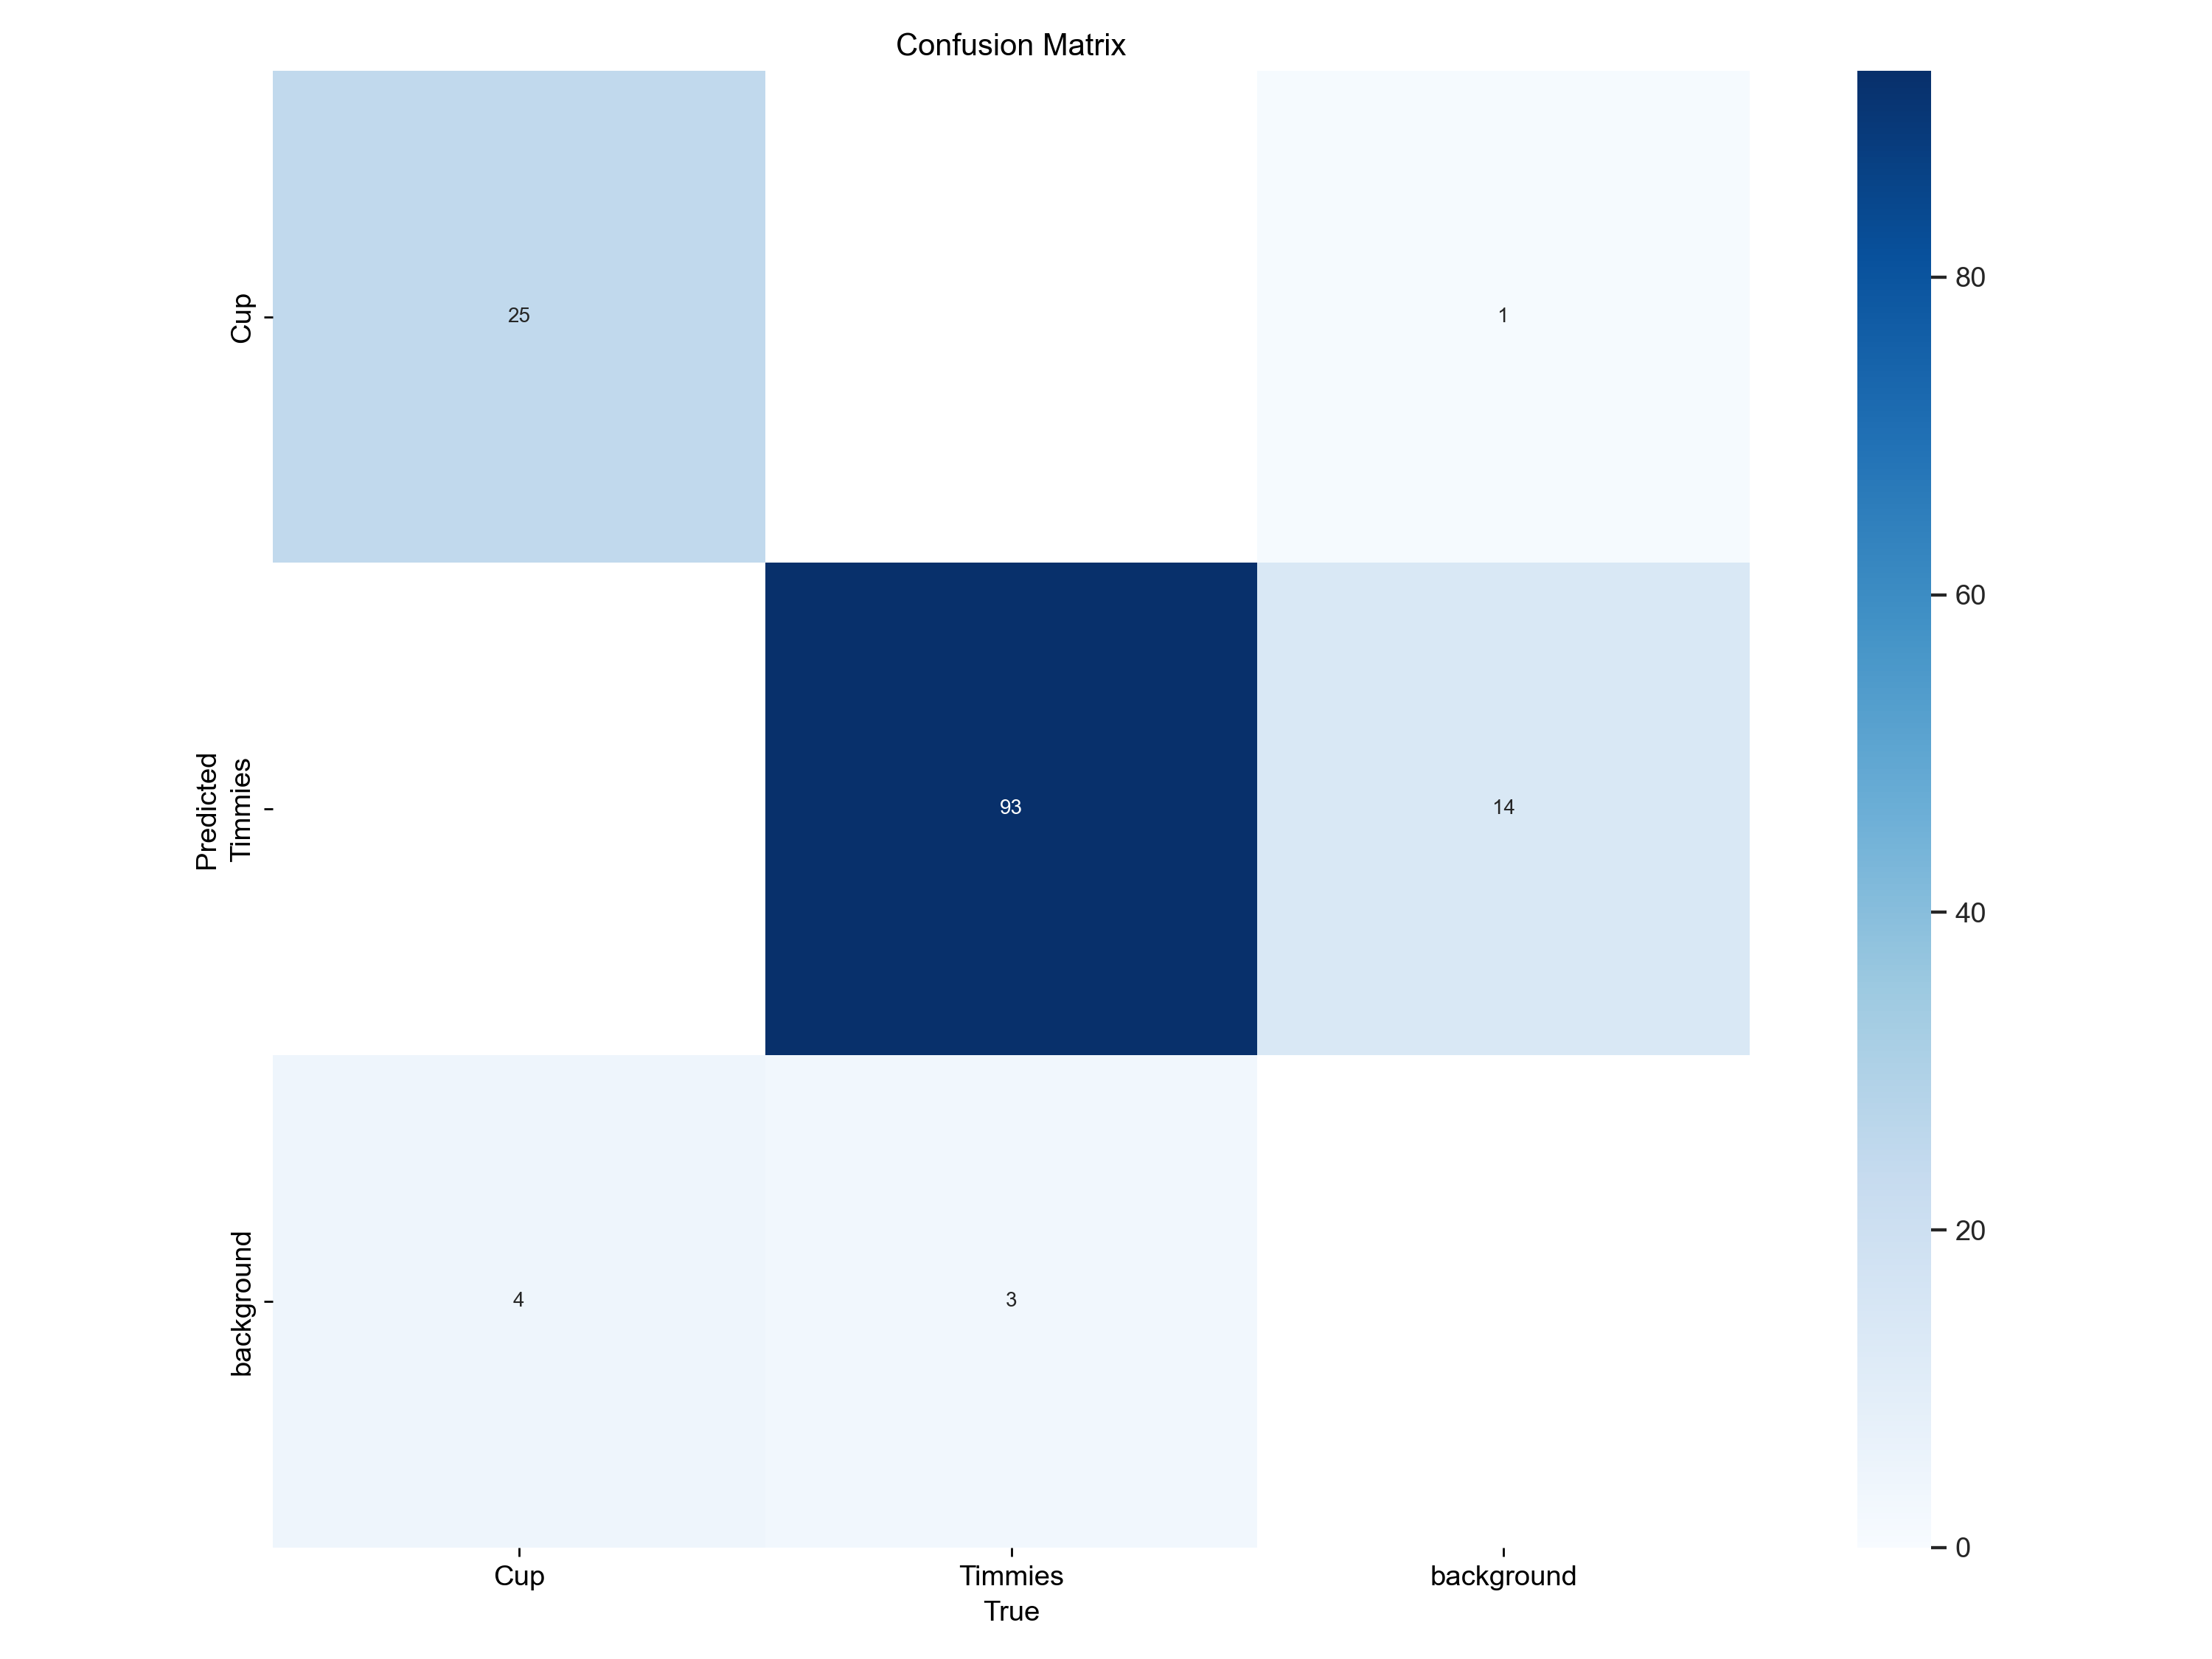 Confusion Matrix
Cup
25
1
80
60
Predicted
Timmies
93
14
40
20
background
4
3
0
Cup
Timmies
background
True